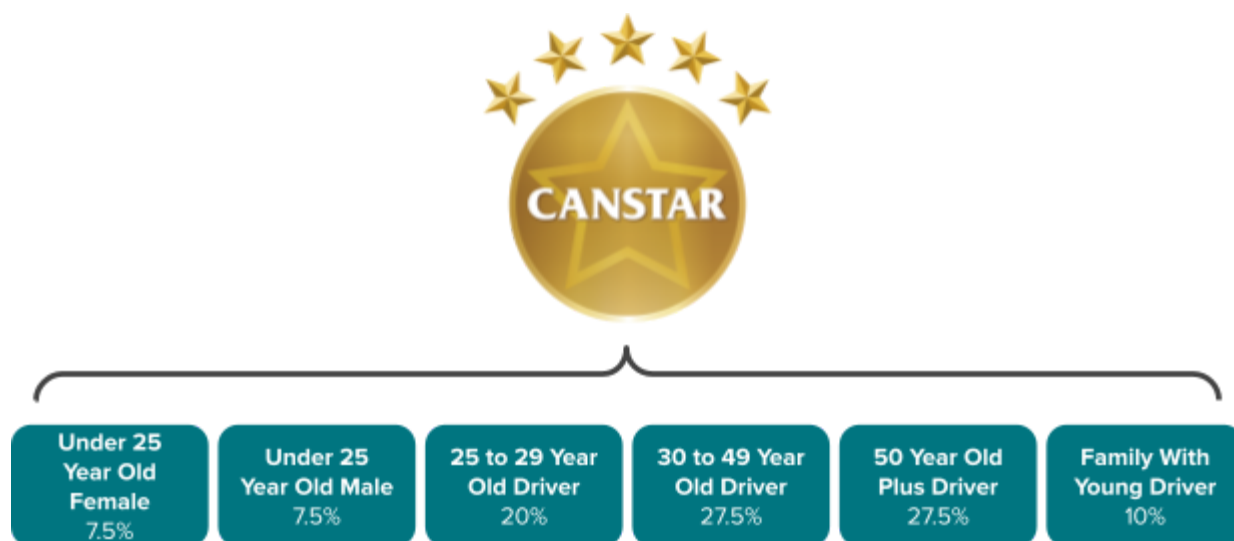 CANSTAR
Under 25
Year Old
Female
7.5%
Under 25
Year Old Male
7.5%
25 to 29 Year
Old Driver
20%
30 to 49 Year
Old Driver
27.5%
50 Year Old
Plus Driver
27.5%
Family With
Young Driver
10%